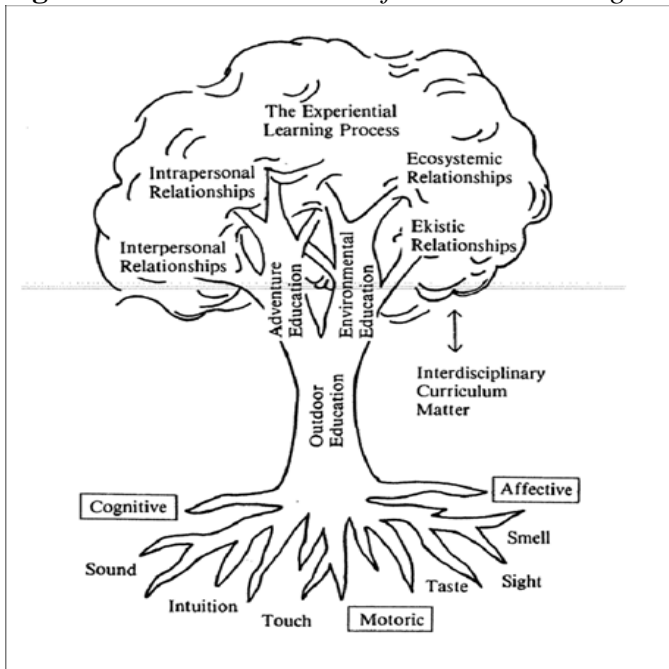 The Experiential
Learning Process
Intrapersonal
Relationships
Ecosystemic
Relationships
Interpersonal
Relationships
Ekistic
Relationships
Adventure
Education
Environmental
Education
Interdisciplinary
Curriculum
Matter
Outdoor
Education
Cognitive
Affective
Smell
Sound
Sight
Taste
Intuition
Touch
Motoric